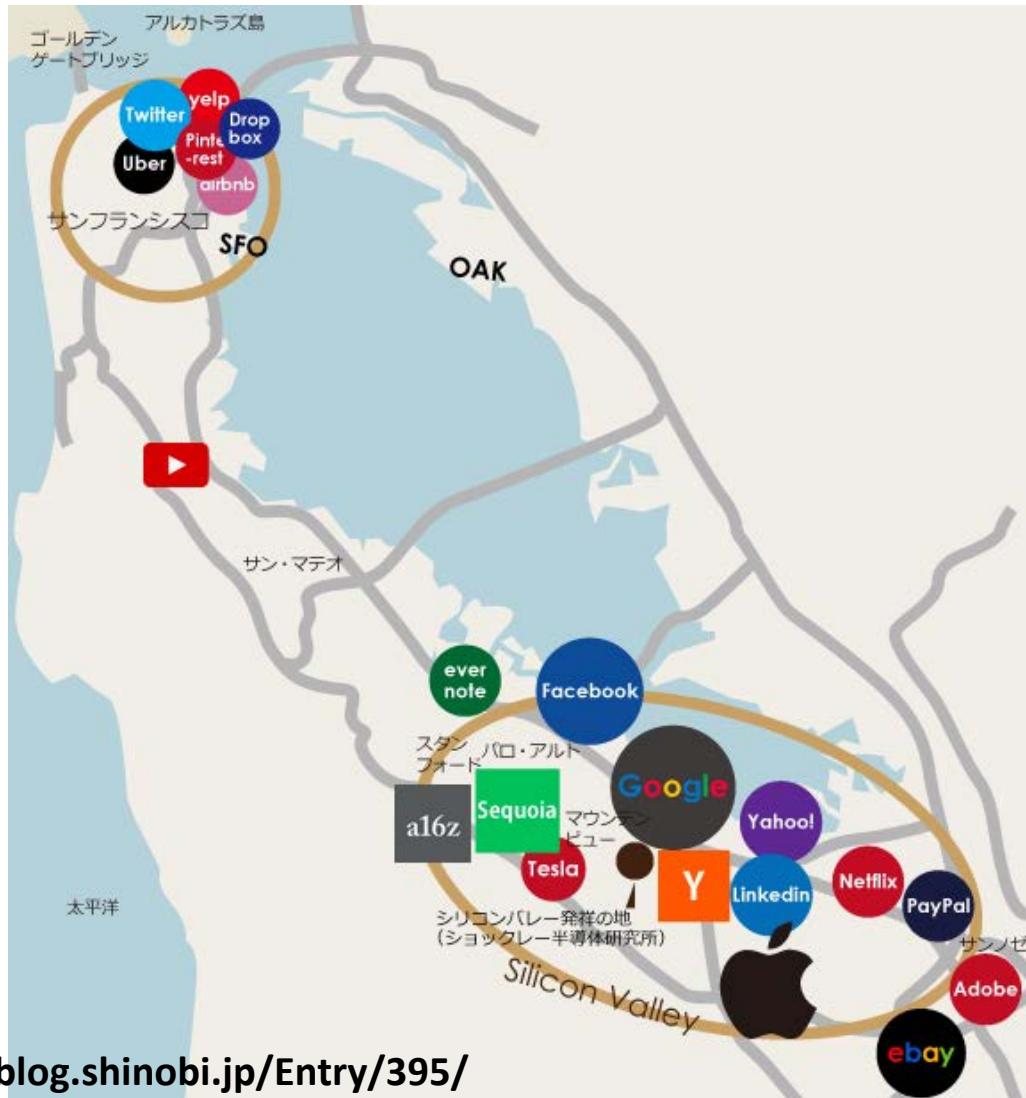 アルカトラズ島
ゴールデン
ゲートブリッジ
yelp
Twitter
Drop
box
Pinte
-rest
Uber
airbnb
サンフランシスコ
SFO
OAK
サン・マテオ
ever
note
Facebook
スタン
フォード
パロ・アルト
Google
a16z
Sequoia
マウンテン
ビュー
Yahoo!
Tesla
Y
Linkedin
Netflix
PayPal
太平洋
シリコンバレー発祥の地
(ショックレー半導体研究所)
サンノゼ
Silicon Valley
Adobe
ebay
blog.shinobi.jp/Entry/395/